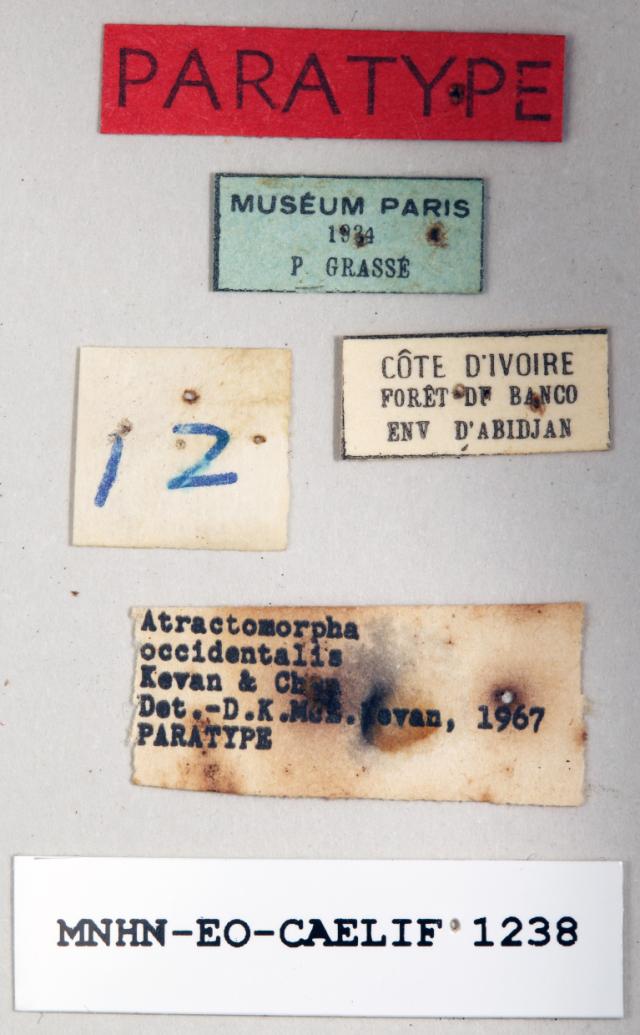 PARATYPE
MUSÉUM PARIS
1934
P GRASSÉ
CÔTE D'IVOIRE
FORÊT DE BANCO
ENV D'ABIDJAN
12
Atractomorpha
occidentalis
Kevan & Chen
Det.-D.K.McE.Kevan, 1967
PARATYPE
MNHN-EO-CAELIF 1238